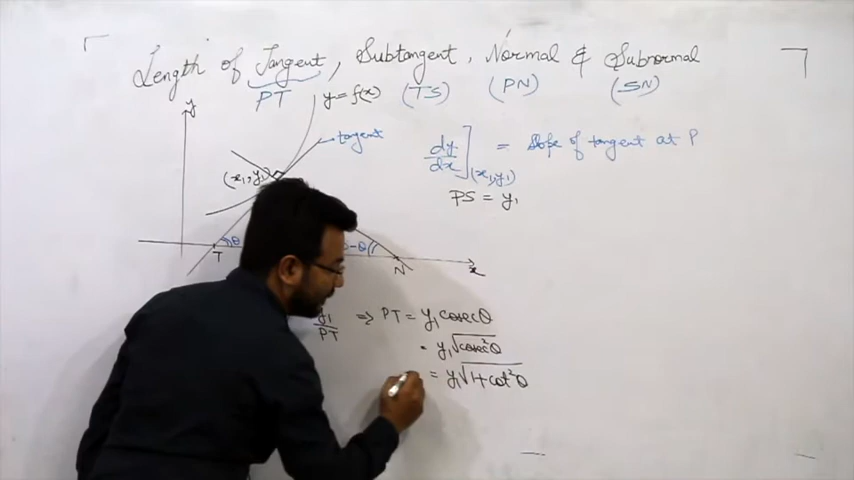 Length of Tangent, Subtangent, Normal & Subnormal
PT (TS) (PN) (SN)
y
y = f(x)
tangent
(x₁, y₁)
θ
T
-θ
N
x
dy/dx](x₁,y₁) = Slope of tangent at P
PS = y₁
y₁/PT ⇒ PT = y₁ cosecθ
= y₁√cosec²θ
= y₁√1+cot²θ